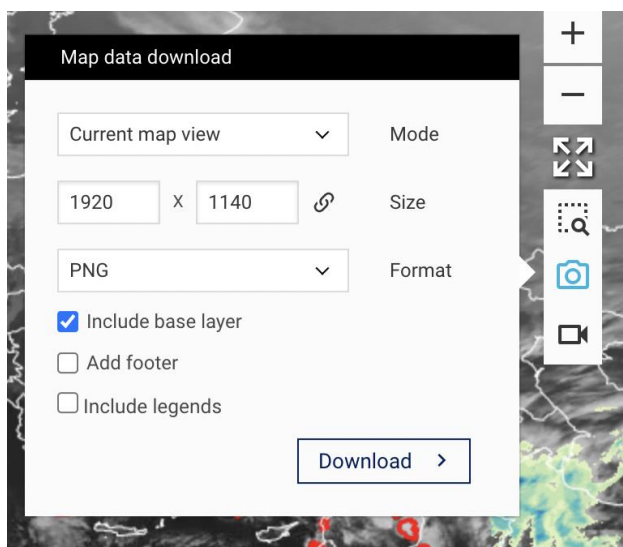 Map data download
Current map view Mode
1920 X 1140 Size
PNG Format
Include base layer
Add footer
Include legends
Download